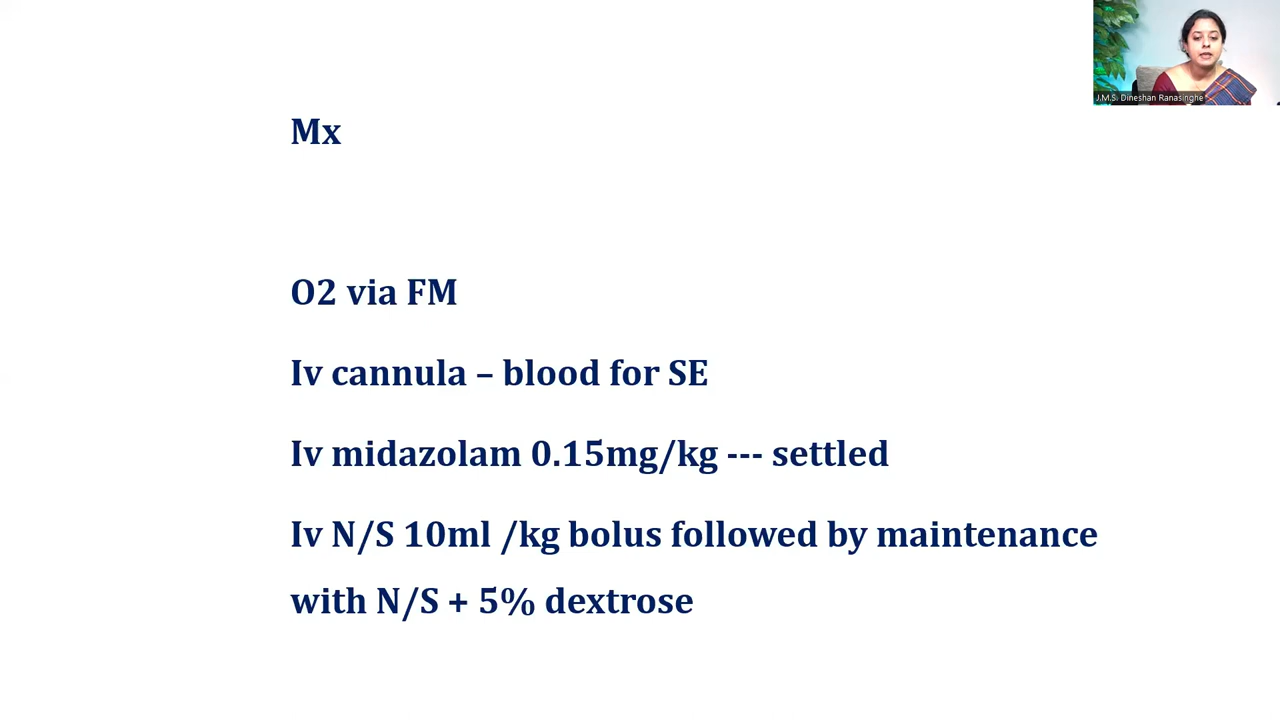 J.M.S. Dineshan Ranasinghe
Mx
O2 via FM
Iv cannula – blood for SE
Iv midazolam 0.15mg/kg --- settled
Iv N/S 10ml /kg bolus followed by maintenance
with N/S + 5% dextrose